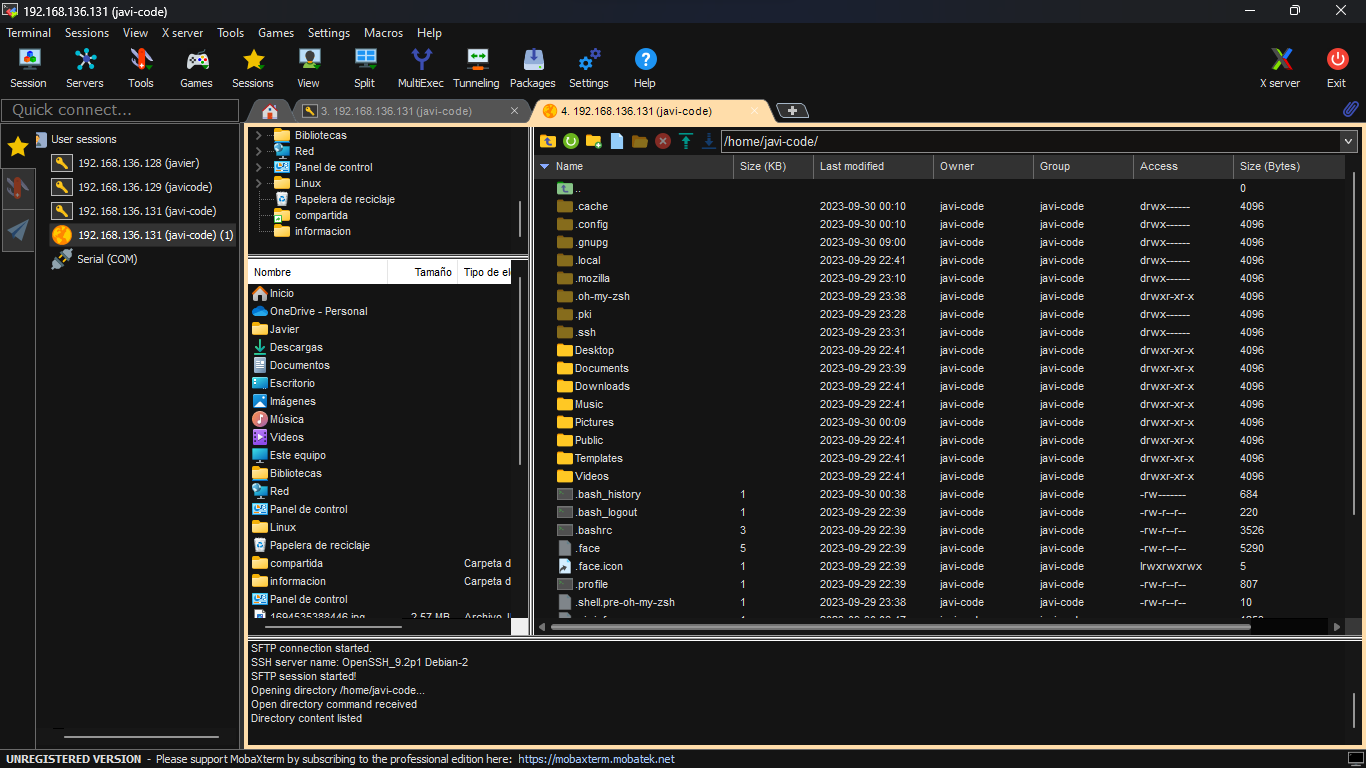 192.168.136.131 (javi-code)
Terminal Sessions View X server Tools Games Settings Macros Help
Session Servers Tools Games Sessions View Split MultiExec Tunneling Packages Settings Help X server Exit
Quick connect...
3. 192.168.136.131 (javi-code)
4. 192.168.136.131 (javi-code)
User sessions
192.168.136.128 (javier)
192.168.136.129 (javicode)
192.168.136.131 (javi-code)
192.168.136.131 (javi-code) (1)
Serial (COM)
Bibliotecas
Red
Panel de control
Linux
Papelera de reciclaje
compartida
informacion
Nombre Tamaño Tipo de el
Inicio
OneDrive - Personal
Javier
Descargas
Documentos
Escritorio
Imágenes
Música
Vídeos
Este equipo
Bibliotecas
Red
Panel de control
Linux
Papelera de reciclaje
compartida Carpeta d
informacion Carpeta d
Panel de control
/home/javi-code/
Name Size (KB) Last modified Owner Group Access Size (Bytes)
.. 0
.cache 2023-09-30 00:10 javi-code javi-code drwx------ 4096
.config 2023-09-30 00:10 javi-code javi-code drwx------ 4096
.gnupg 2023-09-30 09:00 javi-code javi-code drwx------ 4096
.local 2023-09-29 22:41 javi-code javi-code drwx------ 4096
.mozilla 2023-09-29 23:10 javi-code javi-code drwx------ 4096
.oh-my-zsh 2023-09-29 23:38 javi-code javi-code drwxr-xr-x 4096
.pki 2023-09-29 23:28 javi-code javi-code drwx------ 4096
.ssh 2023-09-29 23:31 javi-code javi-code drwx------ 4096
Desktop 2023-09-29 22:41 javi-code javi-code drwxr-xr-x 4096
Documents 2023-09-29 23:39 javi-code javi-code drwxr-xr-x 4096
Downloads 2023-09-29 22:41 javi-code javi-code drwxr-xr-x 4096
Music 2023-09-29 22:41 javi-code javi-code drwxr-xr-x 4096
Pictures 2023-09-30 00:09 javi-code javi-code drwxr-xr-x 4096
Public 2023-09-29 22:41 javi-code javi-code drwxr-xr-x 4096
Templates 2023-09-29 22:41 javi-code javi-code drwxr-xr-x 4096
Videos 2023-09-29 22:41 javi-code javi-code drwxr-xr-x 4096
.bash_history 1 2023-09-30 00:38 javi-code javi-code -rw------- 684
.bash_logout 1 2023-09-29 22:39 javi-code javi-code -rw-r--r-- 220
.bashrc 3 2023-09-29 22:39 javi-code javi-code -rw-r--r-- 3526
.face 5 2023-09-29 22:39 javi-code javi-code -rw-r--r-- 5290
.face.icon 1 2023-09-29 22:39 javi-code javi-code lrwxrwxrwx 5
.profile 1 2023-09-29 22:39 javi-code javi-code -rw-r--r-- 807
.shell.pre-oh-my-zsh 1 2023-09-29 23:38 javi-code javi-code -rw-r--r-- 10
SFTP connection started.
SSH server name: OpenSSH_9.2p1 Debian-2
SFTP session started!
Opening directory /home/javi-code...
Open directory command received
Directory content listed
UNREGISTERED VERSION - Please support MobaXterm by subscribing to the professional edition here: https://mobaxterm.mobatek.net